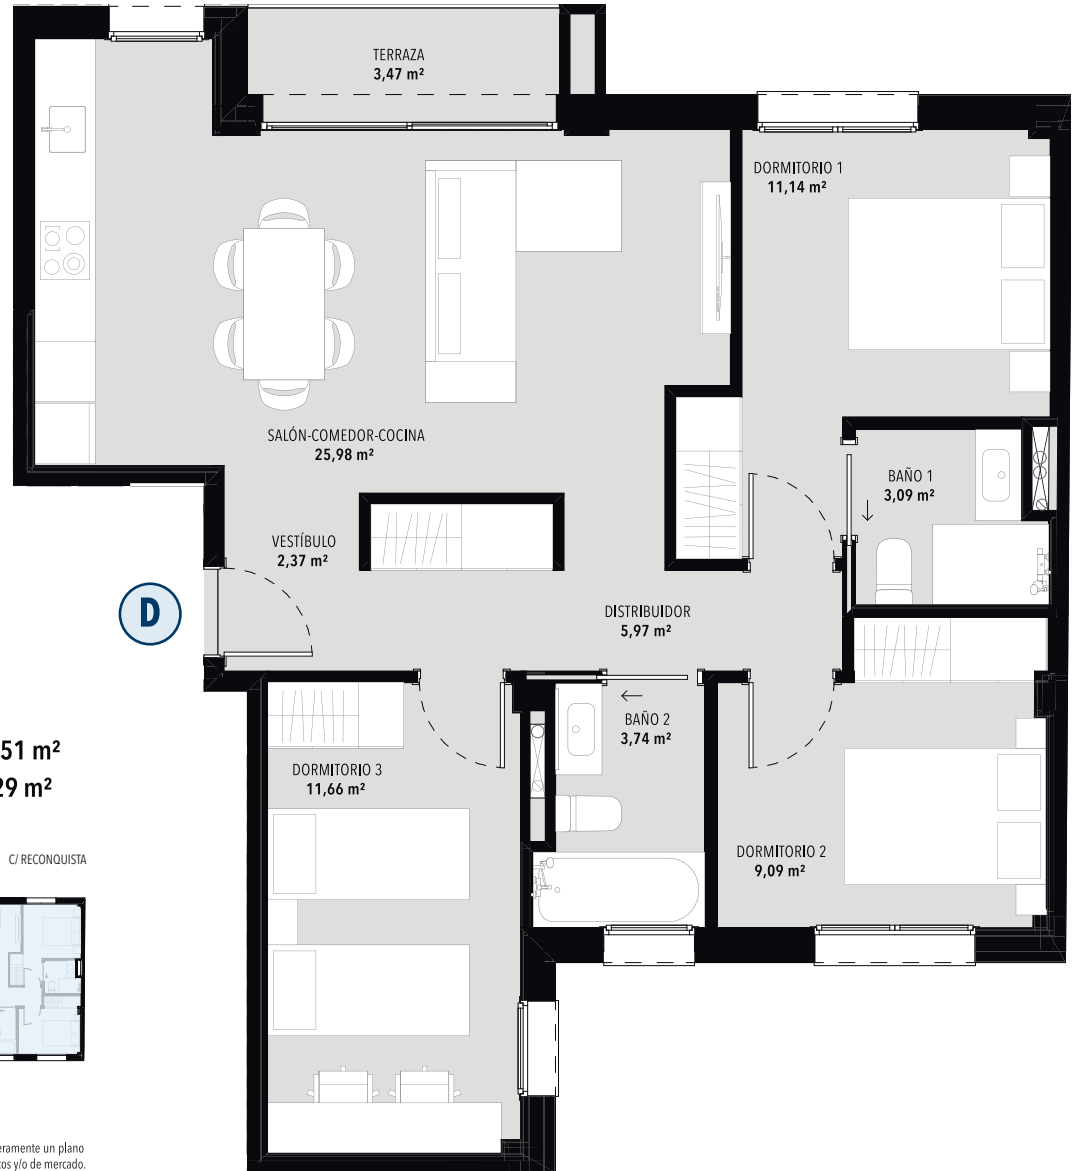 TERRAZA
3,47 m²
DORMITORIO 1
11,14 m²
SALÓN-COMEDOR-COCINA
25,98 m²
BAÑO 1
3,09 m²
VESTÍBULO
2,37 m²
D
DISTRIBUIDOR
5,97 m²
BAÑO 2
3,74 m²
51 m²
29 m²
DORMITORIO 3
11,66 m²
DORMITORIO 2
9,09 m²
C/ RECONQUISTA
un plano
y/o de mercado.